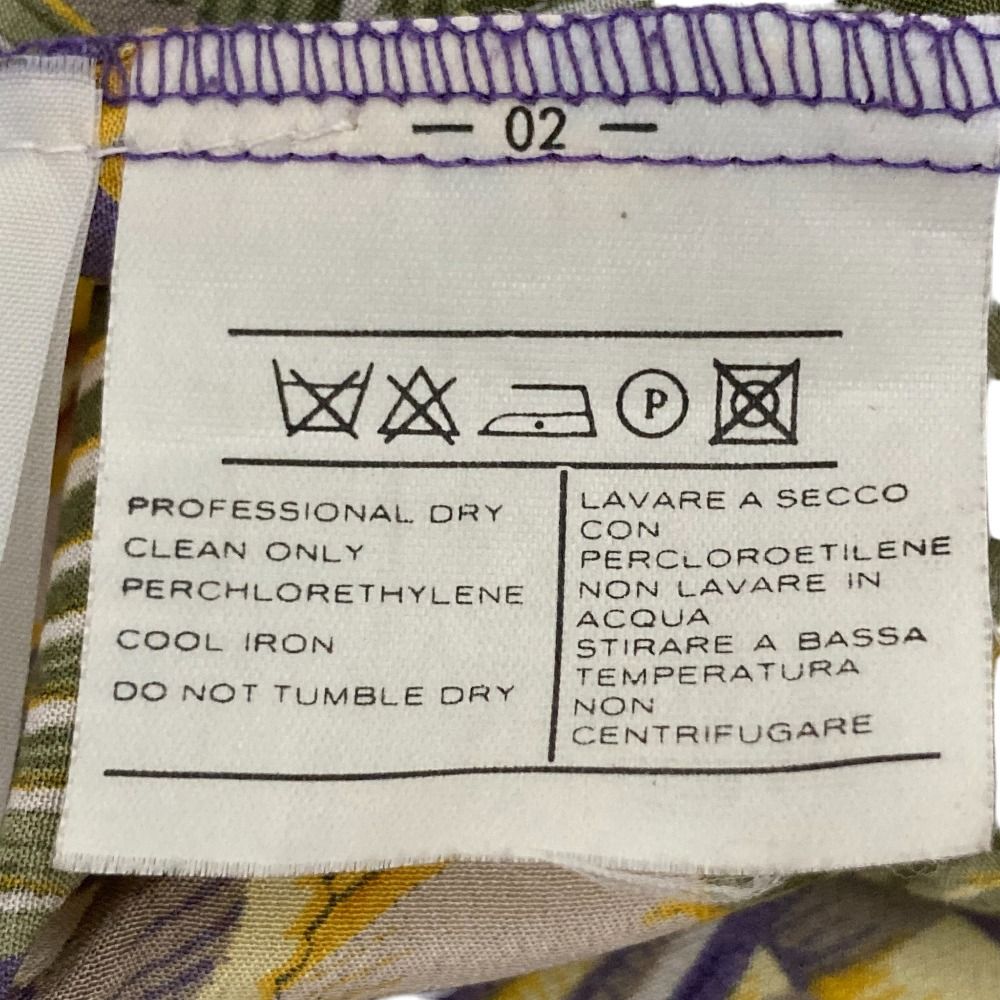 — 02 —
P
PROFESSIONAL DRY
CLEAN ONLY
PERCHLORETHYLENE
COOL IRON
DO NOT TUMBLE DRY
LAVARE A SECCO
CON
PERCLOROETILENE
NON LAVARE IN
ACQUA
STIRARE A BASSA
TEMPERATURA
NON
CENTRIFUGARE